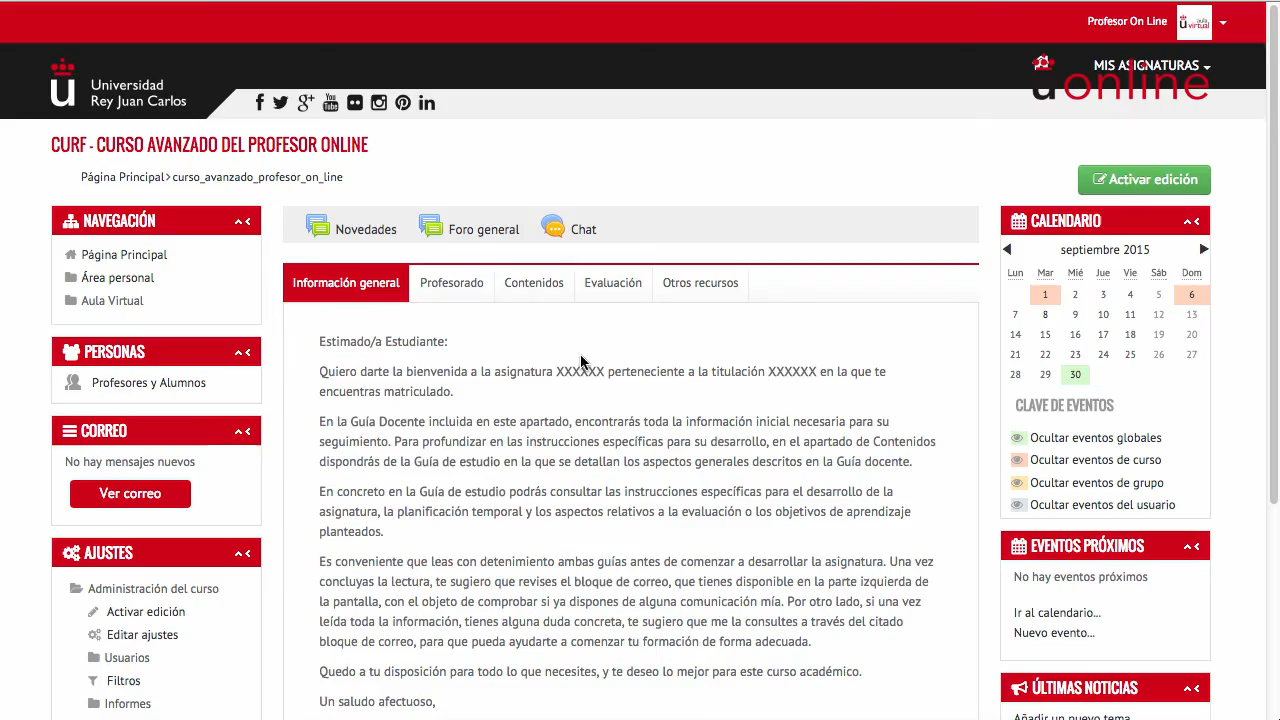 Profesor On Line
aula virtual
MIS ASIGNATURAS
Universidad
Rey Juan Carlos
uonline
CURF - CURSO AVANZADO DEL PROFESOR ONLINE
Página Principal > curso_avanzado_profesor_on_line
Activar edición
NAVEGACIÓN
Página Principal
Área personal
Aula Virtual
PERSONAS
Profesores y Alumnos
CORREO
No hay mensajes nuevos
Ver correo
AJUSTES
Administración del curso
Activar edición
Editar ajustes
Usuarios
Filtros
Informes
Novedades
Foro general
Chat
Información general
Profesorado
Contenidos
Evaluación
Otros recursos
Estimado/a Estudiante:
Quiero darte la bienvenida a la asignatura XXXXXX perteneciente a la titulación XXXXXX en la que te
encuentras matriculado.
En la Guía Docente incluida en este apartado, encontrarás toda la información inicial necesaria para su
seguimiento. Para profundizar en las instrucciones específicas para su desarrollo, en el apartado de Contenidos
dispondrás de la Guía de estudio en la que se detallan los aspectos generales descritos en la Guía docente.
En concreto en la Guía de estudio podrás consultar las instrucciones específicas para el desarrollo de la
asignatura, la planificación temporal y los aspectos relativos a la evaluación o los objetivos de aprendizaje
planteados.
Es conveniente que leas con detenimiento ambas guías antes de comenzar a desarrollar la asignatura. Una vez
concluyas la lectura, te sugiero que revises el bloque de correo, que tienes disponible en la parte izquierda de
la pantalla, con el objeto de comprobar si ya dispones de alguna comunicación mía. Por otro lado, si una vez
leída toda la información, tienes alguna duda concreta, te sugiero que me la consultes a través del citado
bloque de correo, para que pueda ayudarte a comenzar tu formación de forma adecuada.
Quedo a tu disposición para todo lo que necesites, y te deseo lo mejor para este curso académico.
Un saludo afectuoso,
CALENDARIO
septiembre 2015
Lun Mar Mié Jue Vie Sáb Dom
1 2 3 4 5 6
7 8 9 10 11 12 13
14 15 16 17 18 19 20
21 22 23 24 25 26 27
28 29 30
CLAVE DE EVENTOS
Ocultar eventos globales
Ocultar eventos de curso
Ocultar eventos de grupo
Ocultar eventos del usuario
EVENTOS PRÓXIMOS
No hay eventos próximos
Ir al calendario...
Nuevo evento...
ÚLTIMAS NOTICIAS
Añadir un nuevo tema